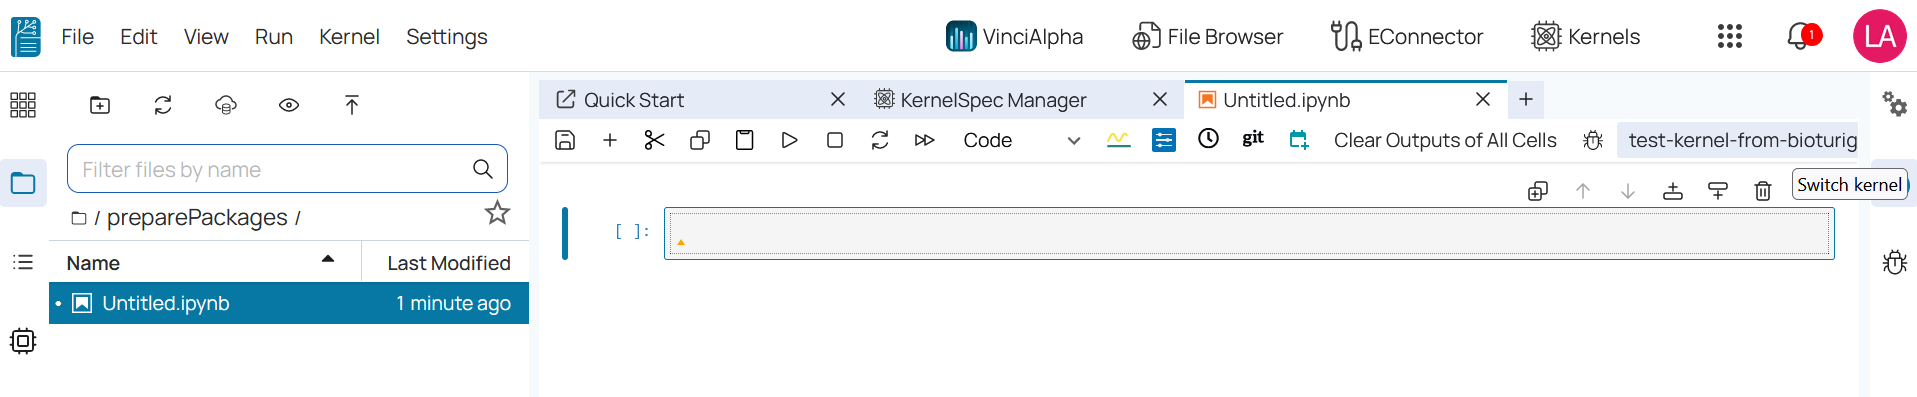 File Edit View Run Kernel Settings VinciAlpha File Browser EConnector Kernels 1 LA
Quick Start KernelSpec Manager Untitled.ipynb
Code git Clear Outputs of All Cells test-kernel-from-bioturig
Filter files by name
Switch kernel
/ preparePackages /
[ ]:
Name Last Modified
Untitled.ipynb 1 minute ago